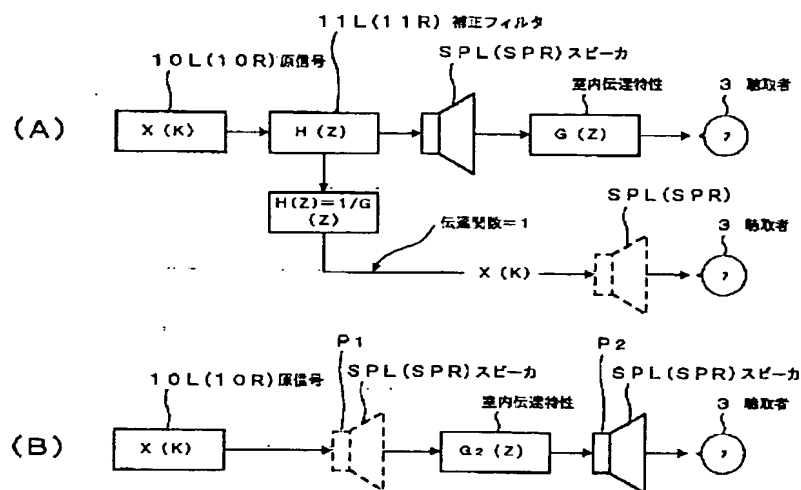 11L(11R)補正フィルタ
10L(10R)原信号
SPL(SPR)スピーカ
室内伝達特性
3 聴取者
(A)
X(K)
H(Z)
G(Z)
H(Z)=1/G
(Z)
伝達関数=1
SPL(SPR)
3 聴取者
X(K)
P1
P2
10L(10R)原信号
SPL(SPR)スピーカ
SPL(SPR)スピーカ
室内伝達特性
3 聴取者
(B)
X(K)
G2(Z)